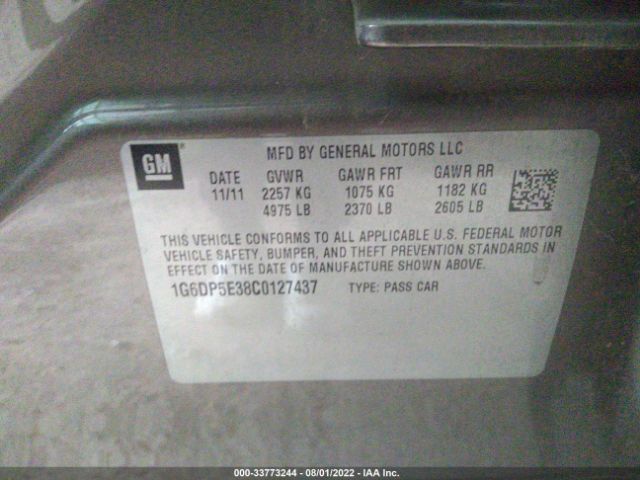 GM
MFD BY GENERAL MOTORS LLC
DATE GVWR GAWR FRT GAWR RR
11/11 2257 KG 1075 KG 1182 KG
4975 LB 2370 LB 2605 LB
THIS VEHICLE CONFORMS TO ALL APPLICABLE U.S. FEDERAL MOTOR
VEHICLE SAFETY, BUMPER, AND THEFT PREVENTION STANDARDS IN
EFFECT ON THE DATE OF MANUFACTURE SHOWN ABOVE.
1G6DP5E38C0127437 TYPE: PASS CAR
000-33773244 - 08/01/2022 - IAA Inc.